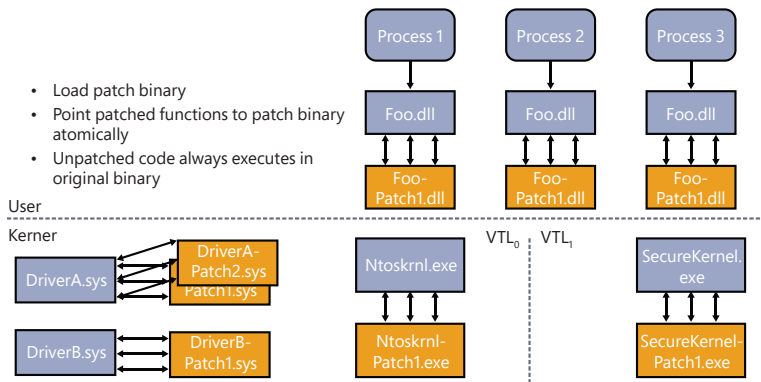 Process 1
Process 2
Process 3
• Load patch binary
• Point patched functions to patch binary
atomically
• Unpatched code always executes in
original binary
Foo.dll
Foo.dll
Foo.dll
Foo-
Patch1.dll
Foo-
Patch1.dll
Foo-
Patch1.dll
User
Kerner
VTL0
VTL1
DriverA.sys
DriverA-
Patch2.sys
Patch1.sys
Ntoskrnl.exe
SecureKernel.
exe
DriverB.sys
DriverB-
Patch1.sys
Ntoskrnl-
Patch1.exe
SecureKernel-
Patch1.exe